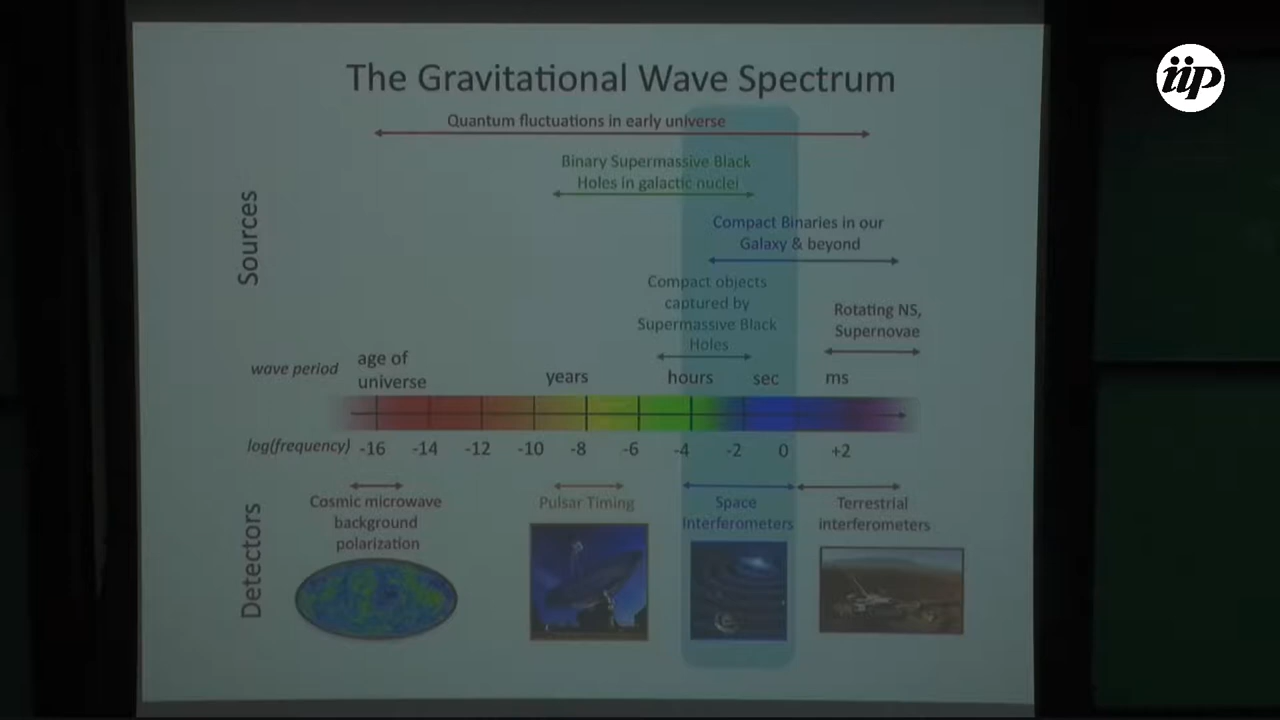 The Gravitational Wave Spectrum
iip
Quantum fluctuations in early universe
Binary Supermassive Black
Holes in galactic nuclei
Compact Binaries in our
Galaxy & beyond
Sources
Compact objects
captured by
Supermassive Black
Holes
Rotating NS,
Supernovae
wave period
age of
universe
years
hours
sec
ms
log(frequency)
-16
-14
-12
-10
-8
-6
-4
-2
0
+2
Detectors
Cosmic microwave
background
polarization
Pulsar Timing
Space
Interferometers
Terrestrial
interferometers